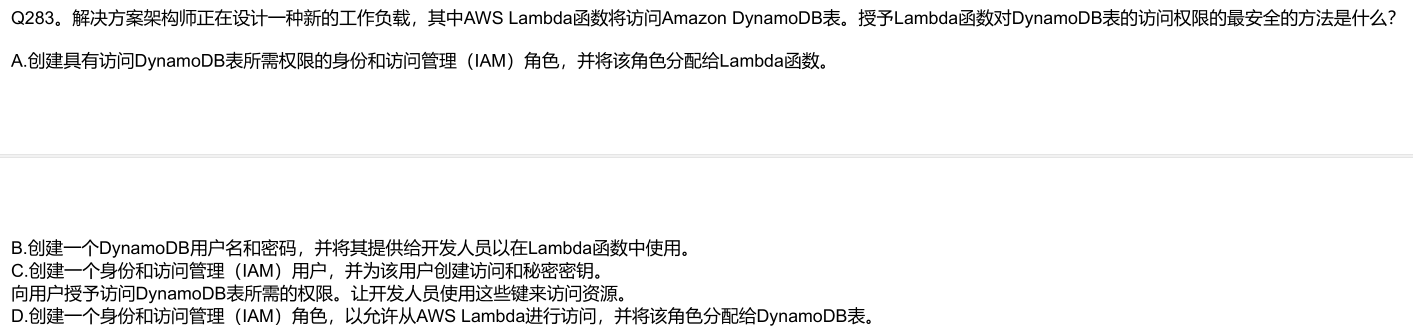 Q283。解决方案架构师正在设计一种新的工作负载，其中AWS Lambda函数将访问Amazon DynamoDB表。授予Lambda函数对DynamoDB表的访问权限的最安全的方法是什么？
A.创建具有访问DynamoDB表所需权限的身份和访问管理（IAM）角色，并将该角色分配给Lambda函数。
B.创建一个DynamoDB用户名和密码，并将其提供给开发人员以在Lambda函数中使用。
C.创建一个身份和访问管理（IAM）用户，并为该用户创建访问和秘密密钥。
向用户授予访问DynamoDB表所需的权限。让开发人员使用这些键来访问资源。
D.创建一个身份和访问管理（IAM）角色，以允许从AWS Lambda进行访问，并将该角色分配给DynamoDB表。